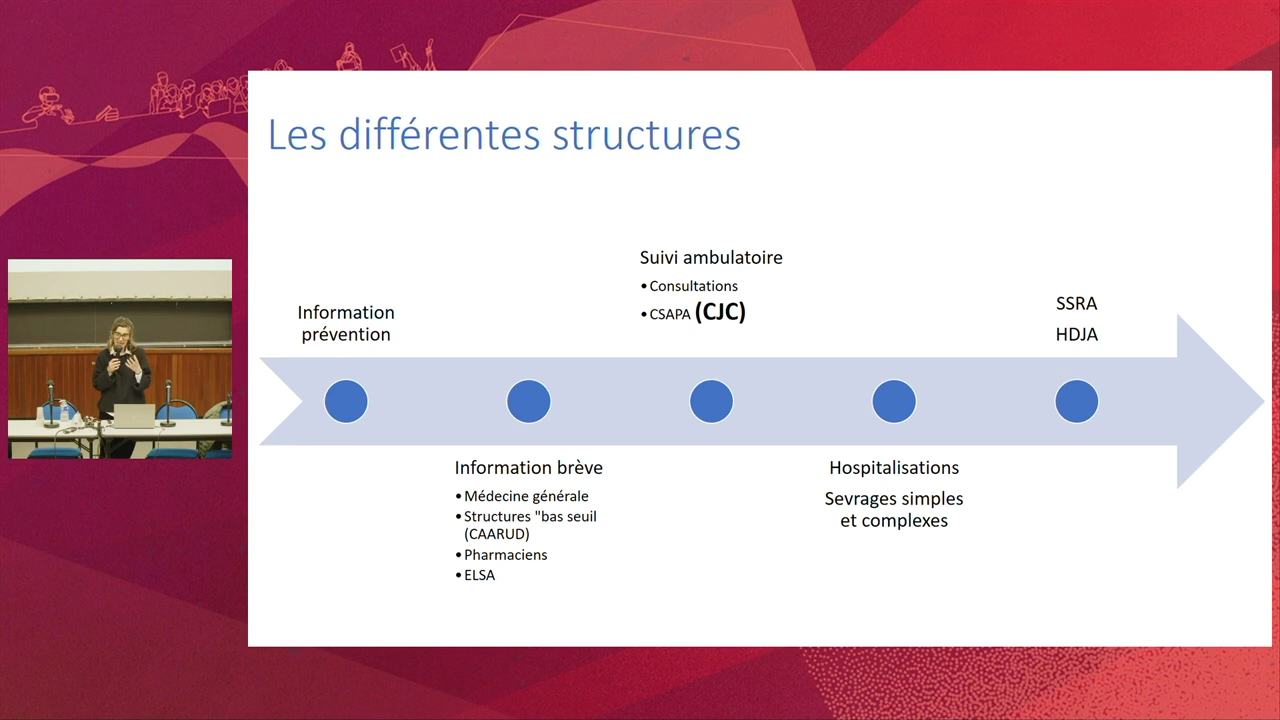 Les différentes structures
Information
prévention
Information brève
• Médecine générale
• Structures "bas seuil
(CAARUD)
• Pharmaciens
• ELSA
Suivi ambulatoire
• Consultations
• CSAPA (CJC)
Hospitalisations
Sevrages simples
et complexes
SSRA
HDJA